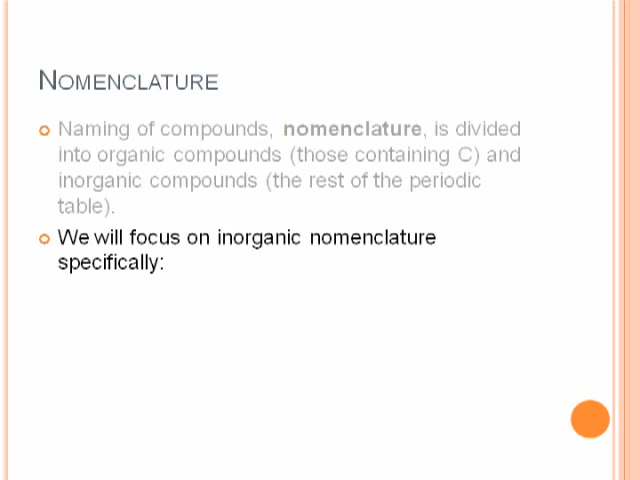 NOMENCLATURE
Naming of compounds, nomenclature, is divided
into organic compounds (those containing C) and
inorganic compounds (the rest of the periodic
table).
We will focus on inorganic nomenclature
specifically: